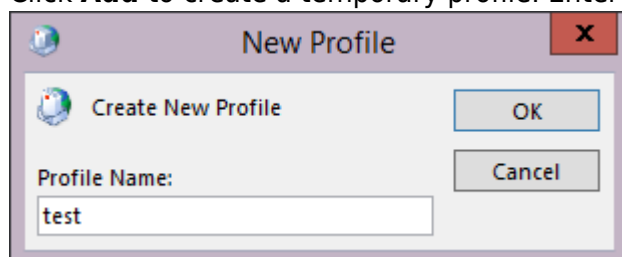 Click Add to create a temporary profile. Enter
New Profile
x
Create New Profile
OK
Profile Name:
Cancel
test